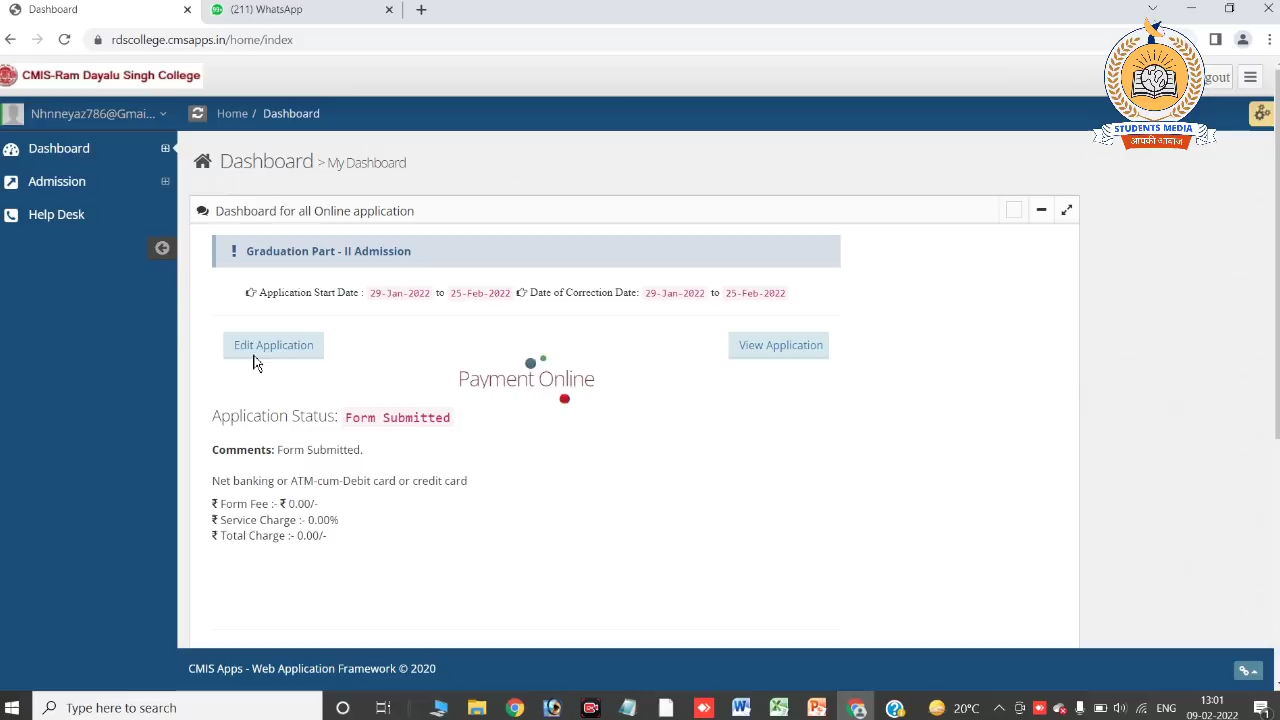 Dashboard
(211) WhatsApp
99+
rdscollege.cmsapps.in/home/index
CMIS-Ram Dayalu Singh College
gout
STUDENTS MEDIA
आपकी आवाज
Nhnneyaz786@Gmai...
Home / Dashboard
Dashboard
Admission
Help Desk
Dashboard > My Dashboard
Dashboard for all Online application
! Graduation Part - II Admission
Application Start Date : 29-Jan-2022 to 25-Feb-2022 Date of Correction Date: 29-Jan-2022 to 25-Feb-2022
Edit Application
View Application
Payment Online
Application Status: Form Submitted
Comments: Form Submitted.
Net banking or ATM-cum-Debit card or credit card
₹ Form Fee :- ₹ 0.00/-
₹ Service Charge :- 0.00%
₹ Total Charge :- 0.00/-
CMIS Apps - Web Application Framework © 2020
Type here to search
20°C
13:01
09-02-2022